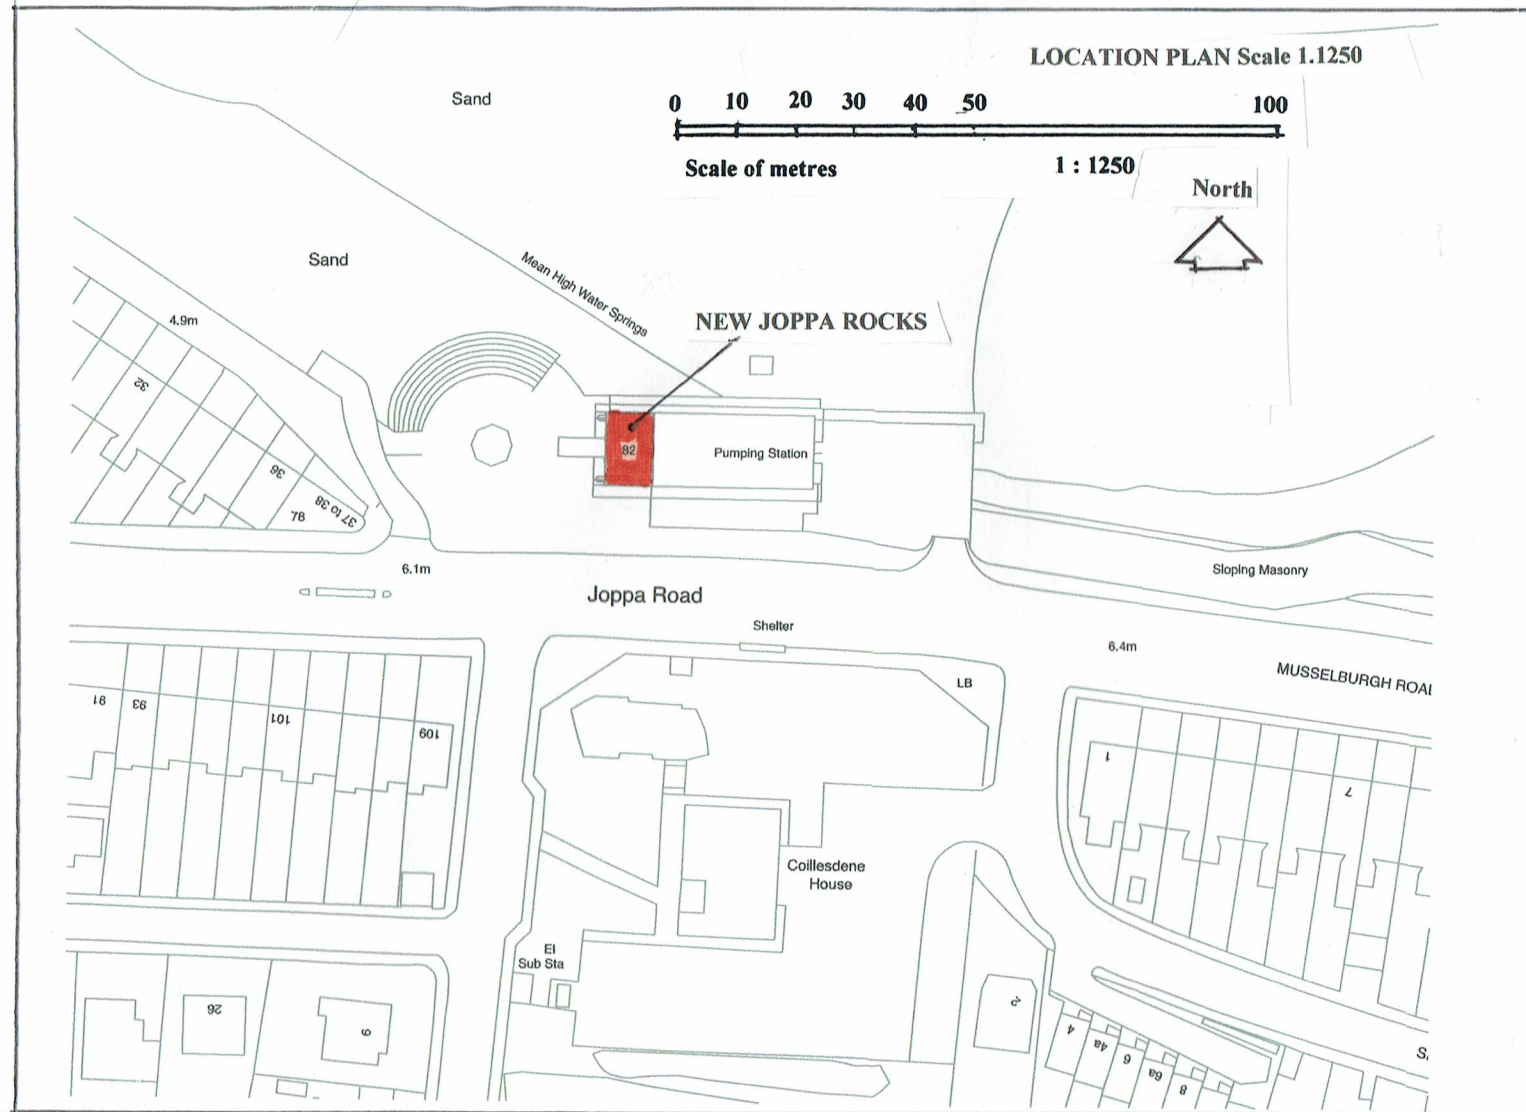 LOCATION PLAN Scale 1.1250
Sand
0 10 20 30 40 50 100
Scale of metres 1 : 1250
North
Sand
Mean High Water Springs
NEW JOPPA ROCKS
4.9m
32
82
Pumping Station
36
37 to 38
78
6.1m
Joppa Road
Sloping Masonry
Shelter
6.4m
LB
MUSSELBURGH ROA
91
93
101
109
1
7
Coillesdene
House
El
Sub Sta
26
9
2
4
4a
6
6a
8